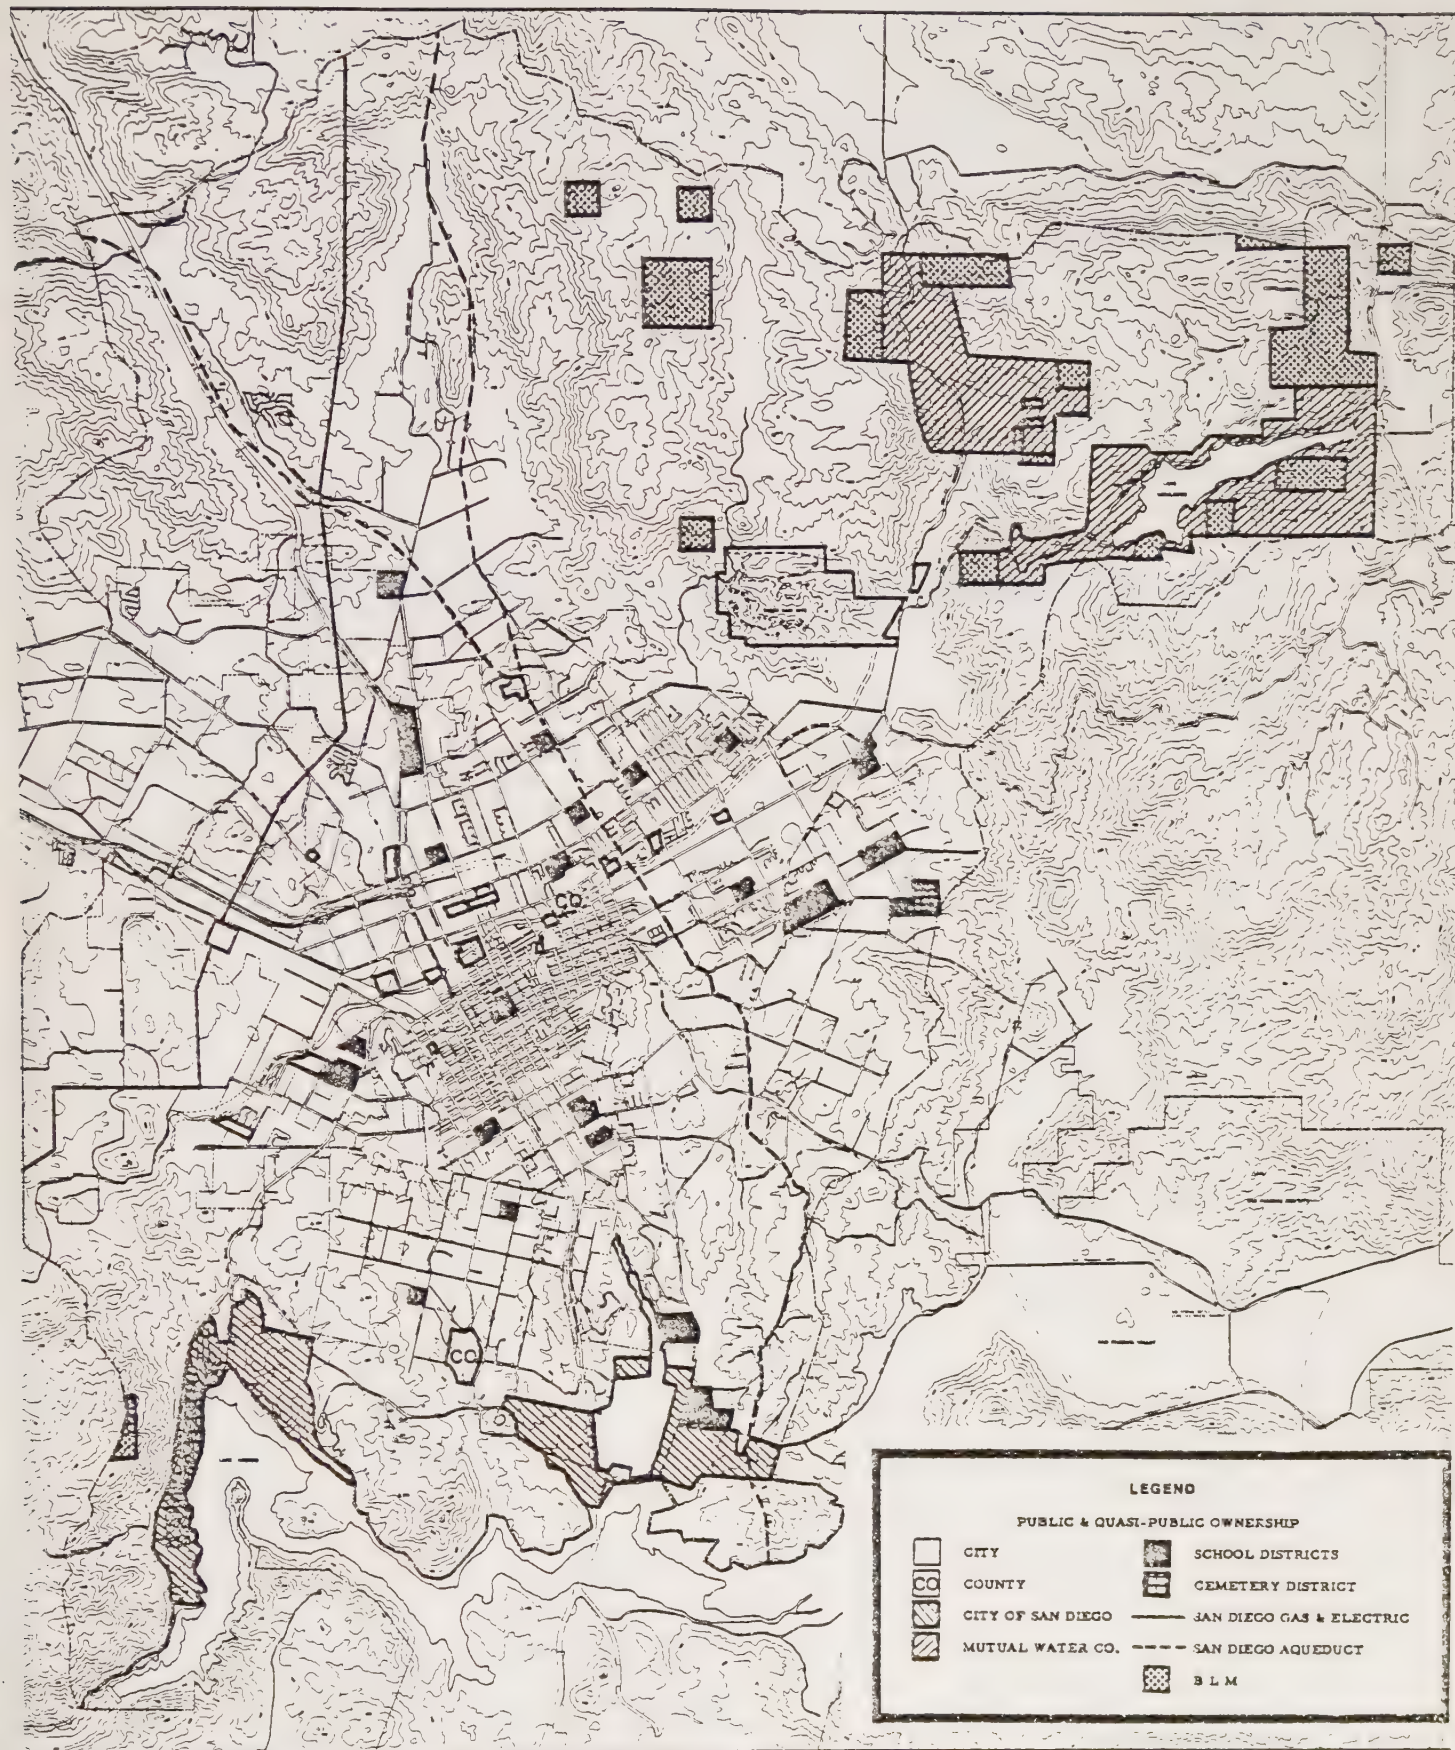 CO
CO
LEGEND
PUBLIC & QUASI-PUBLIC OWNERSHIP
CITY
CO COUNTY
CITY OF SAN DIEGO
MUTUAL WATER CO.
SCHOOL DISTRICTS
CEMETERY DISTRICT
SAN DIEGO GAS & ELECTRIC
SAN DIEGO AQUEDUCT
B L M